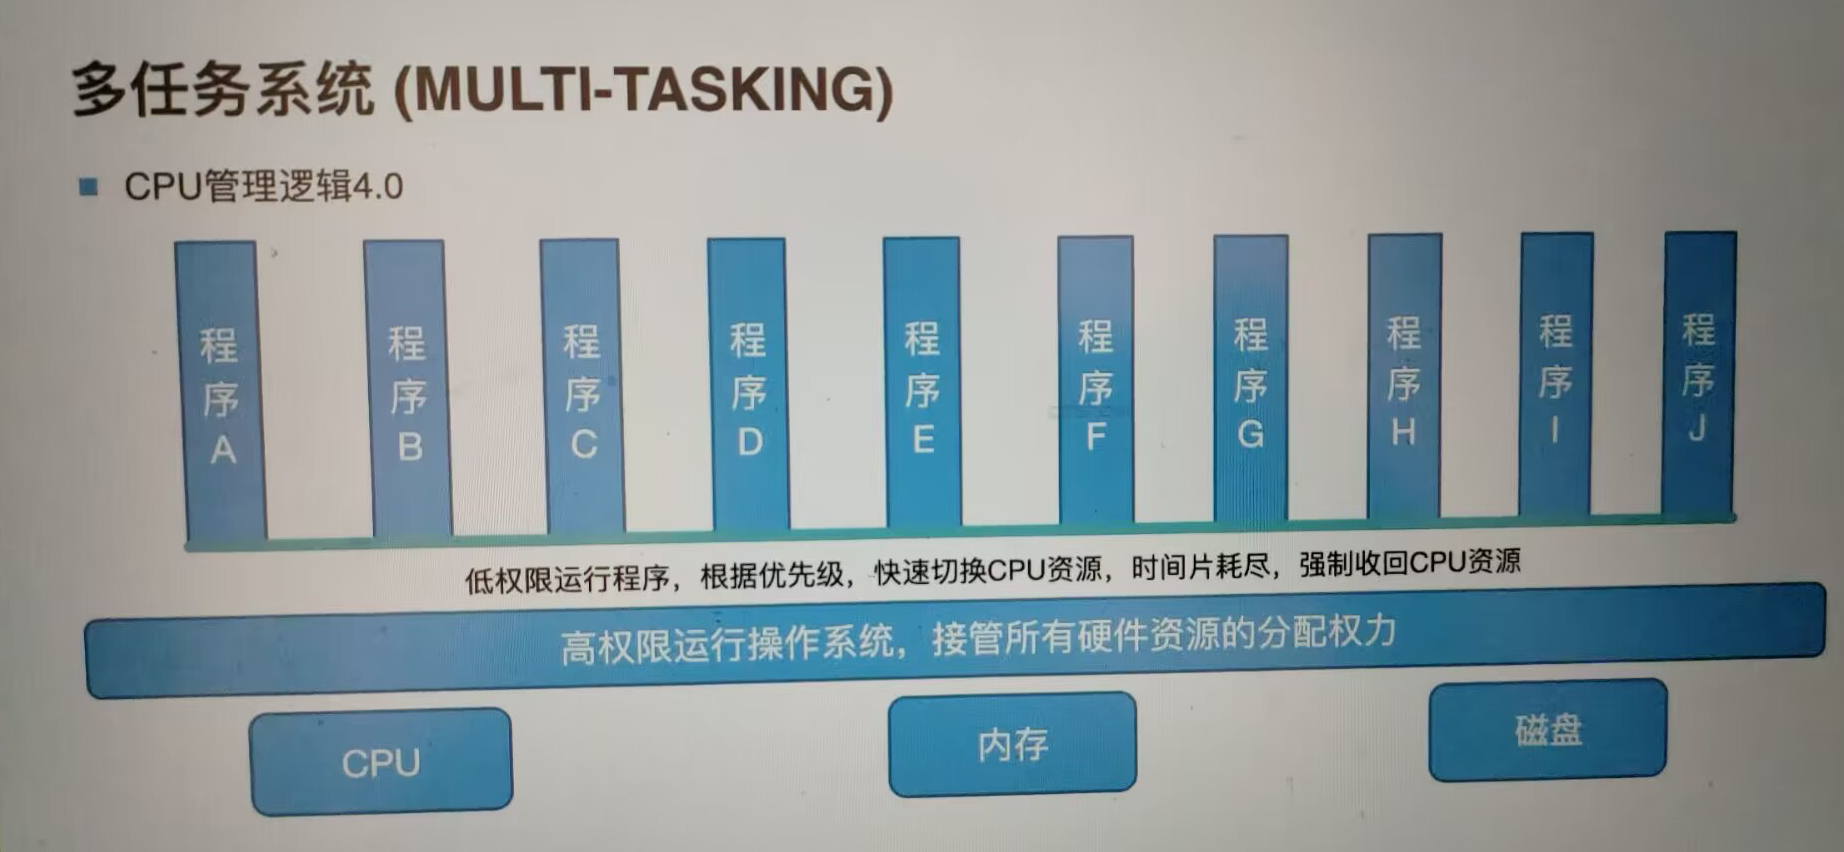 多任务系统 (MULTI-TASKING)
CPU管理逻辑4.0
程序A
程序B
程序C
程序D
程序E
程序F
程序G
程序H
程序I
程序J
低权限运行程序，根据优先级，快速切换CPU资源，时间片耗尽，强制收回CPU资源
高权限运行操作系统，接管所有硬件资源的分配权力
CPU
内存
磁盘